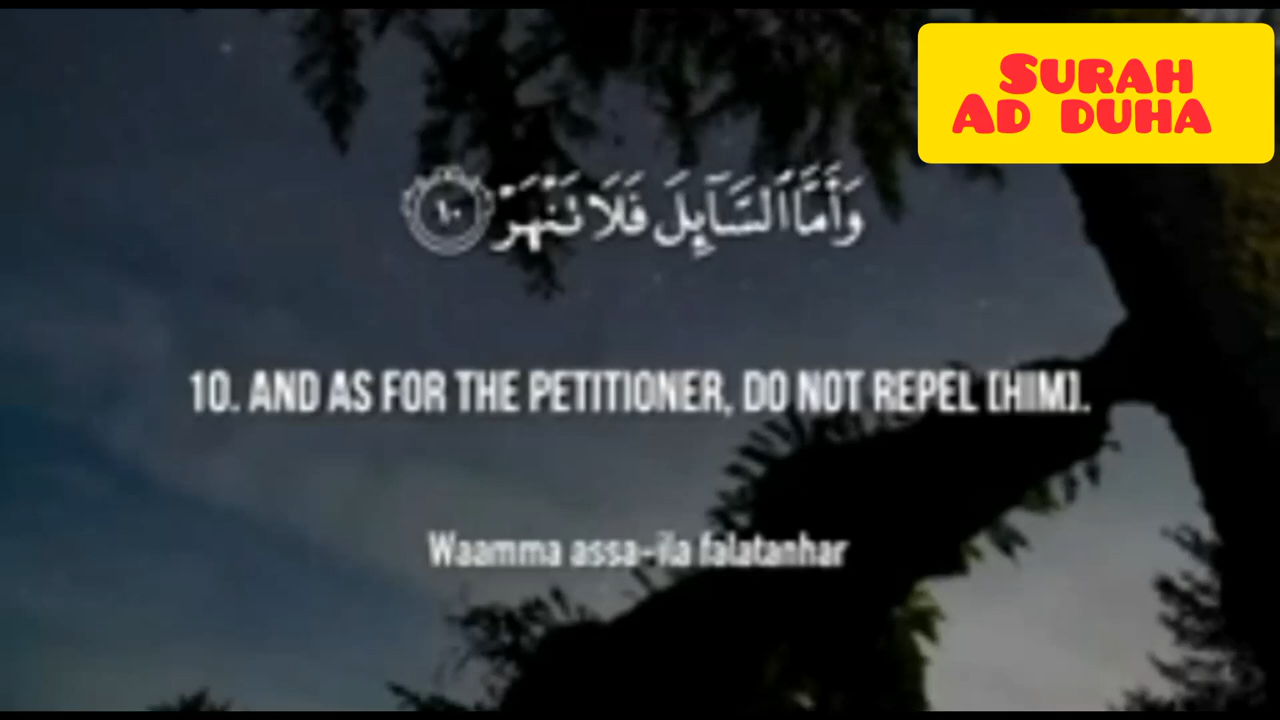 SURAH
AD DUHA
وَأَمَّا ٱلسَّآئِلَ فَلَا تَنْهَرْ ١٠
10. AND AS FOR THE PETITIONER, DO NOT REPEL [HIM].
Waamma assa-ila falatanhar